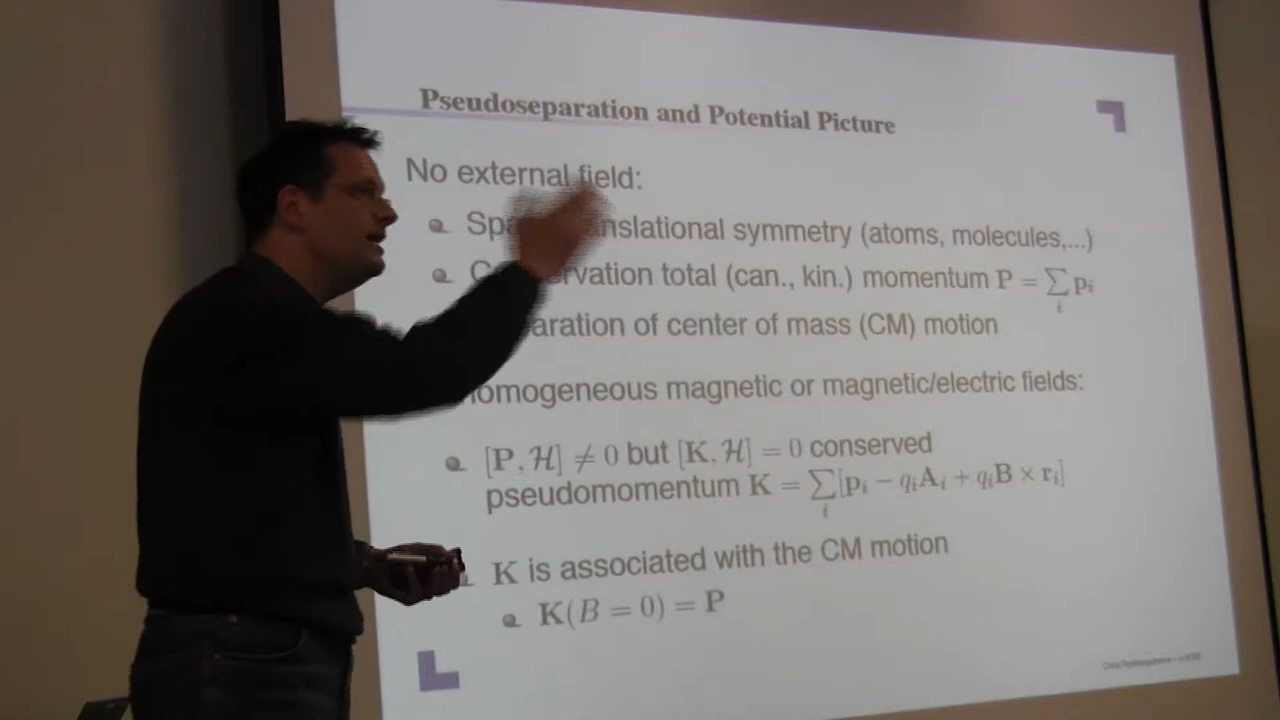 Pseudoseparation and Potential Picture
No external field:
Sp anslational symmetry (atoms, molecules,...)
C rvation total (can., kin.) momentum P = ∑ pᵢ
i
aration of center of mass (CM) motion
omogeneous magnetic or magnetic/electric fields:
[P, ℋ] ≠ 0 but [K, ℋ] = 0 conserved
pseudomomentum K = ∑ [pᵢ − qᵢAᵢ + qᵢB × rᵢ]
i
K is associated with the CM motion
K(B = 0) = P